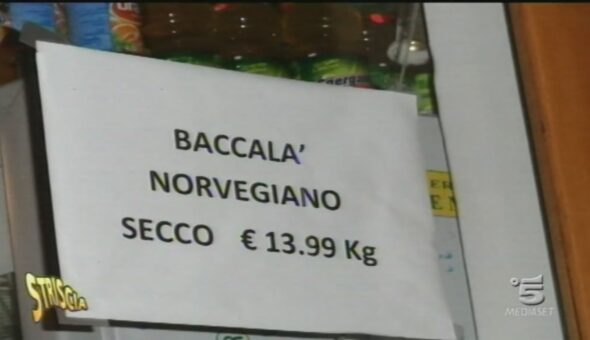 BACCALA’
NORVEGIANO
SECCO € 13.99 Kg
STRISCIA
5
MEDIASET